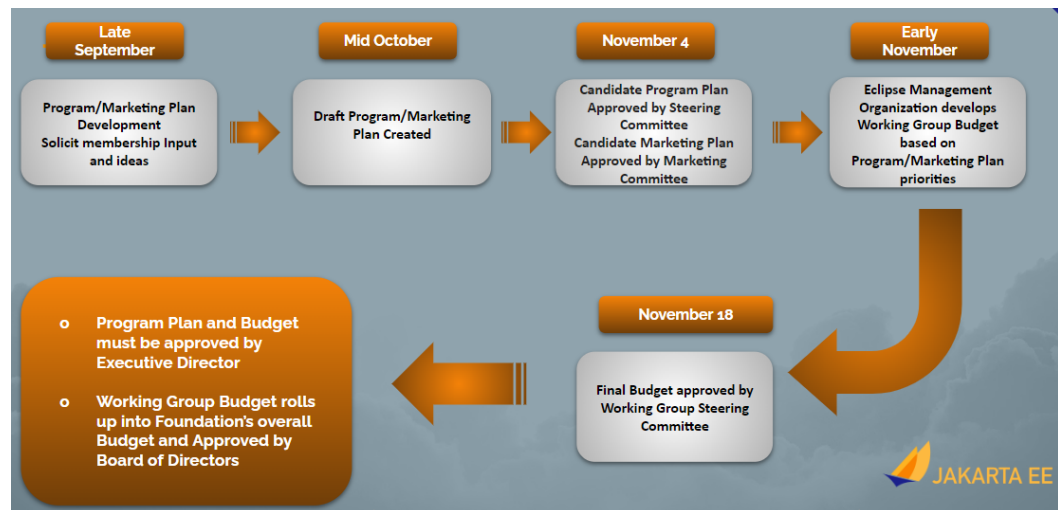 Late
September
Mid October
November 4
Early
November
Program/Marketing Plan
Development
Solicit membership Input
and ideas
Draft Program/Marketing
Plan Created
Candidate Program Plan
Approved by Steering
Committee
Candidate Marketing Plan
Approved by Marketing
Committee
Eclipse Management
Organization develops
Working Group Budget
based on
Program/Marketing Plan
priorities
November 18
Final Budget approved by
Working Group Steering
Committee
o Program Plan and Budget
must be approved by
Executive Director
o Working Group Budget rolls
up into Foundation's overall
Budget and Approved by
Board of Directors
JAKARTA EE